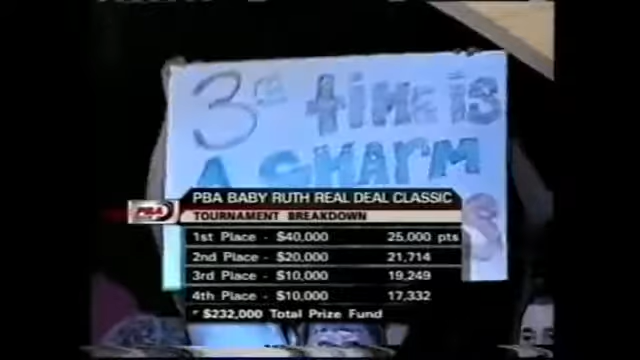 3rd time is
A CHARM
PBA BABY RUTH REAL DEAL CLASSIC
PBA
TOURNAMENT BREAKDOWN
1st Place - $40,000 25,000 pts
2nd Place - $20,000 21,714
3rd Place - $10,000 19,249
4th Place - $10,000 17,332
* $232,000 Total Prize Fund